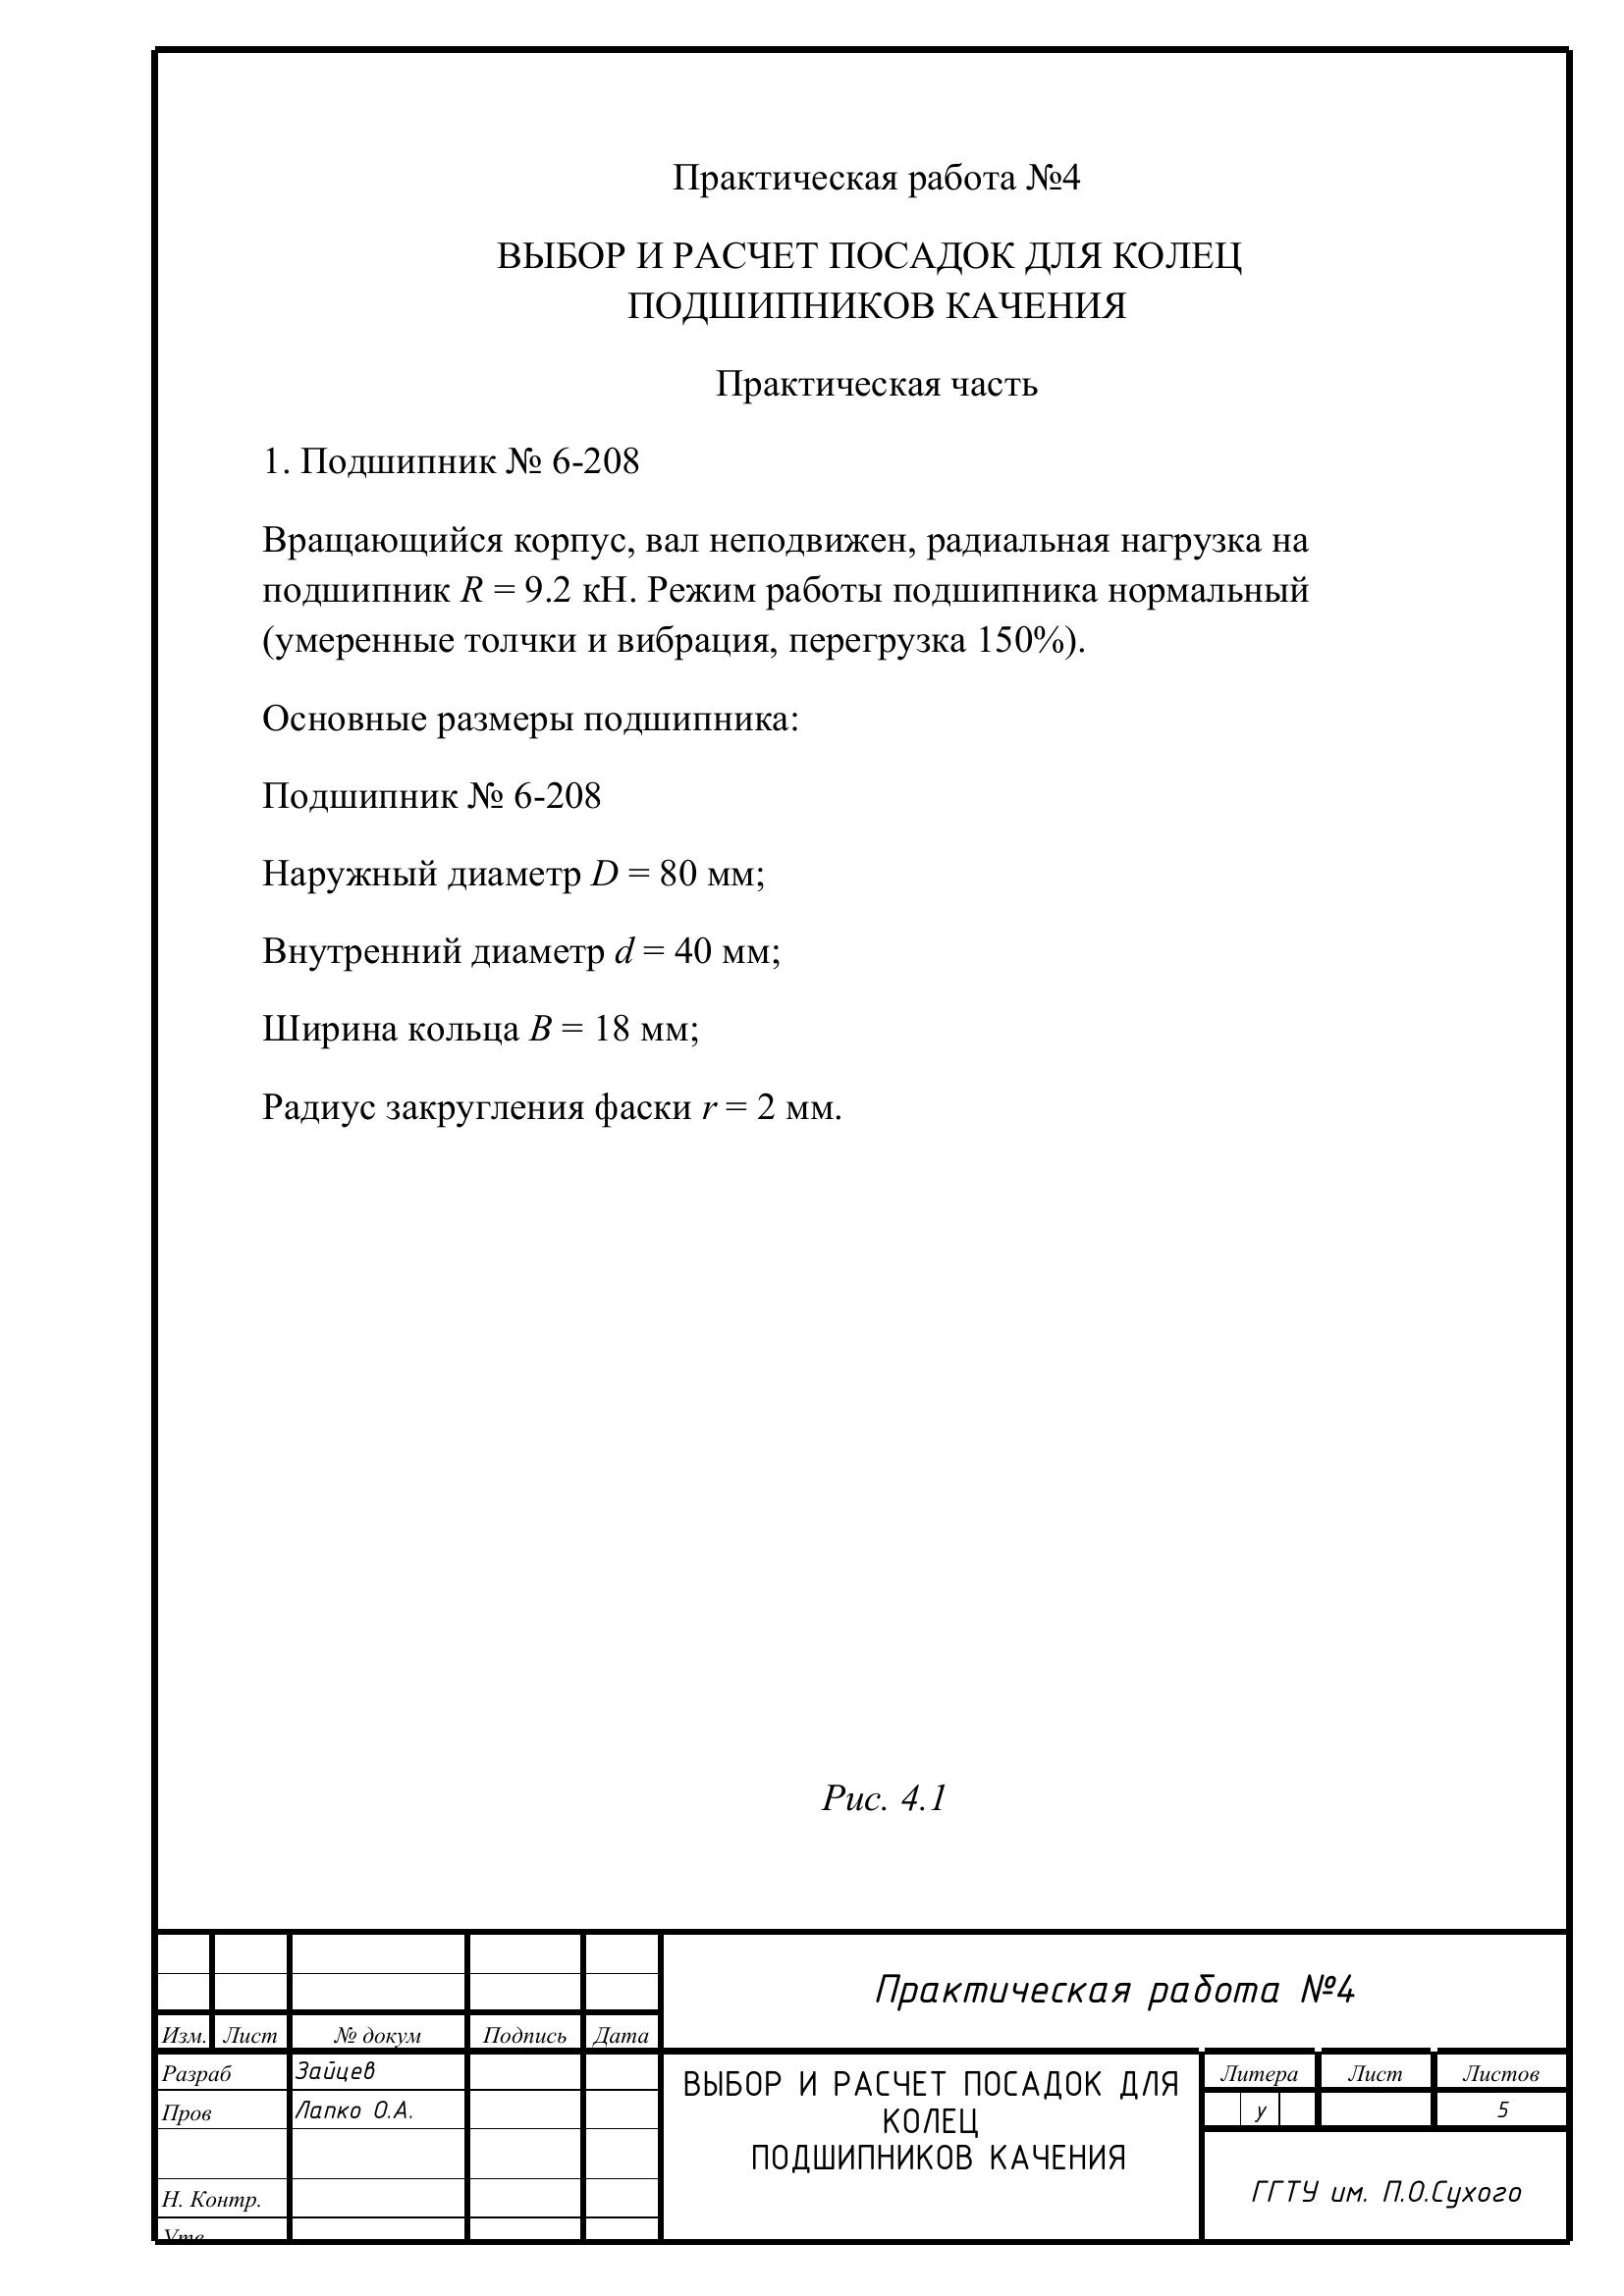 Практическая работа №4
ВЫБОР И РАСЧЕТ ПОСАДОК ДЛЯ КОЛЕЦ
ПОДШИПНИКОВ КАЧЕНИЯ
Практическая часть
1. Подшипник № 6-208
Вращающийся корпус, вал неподвижен, радиальная нагрузка на
подшипник R = 9.2 кН. Режим работы подшипника нормальный
(умеренные толчки и вибрация, перегрузка 150%).
Основные размеры подшипника:
Подшипник № 6-208
Наружный диаметр D = 80 мм;
Внутренний диаметр d = 40 мм;
Ширина кольца B = 18 мм;
Радиус закругления фаски r = 2 мм.
Рис. 4.1
Практическая работа №4
Изм. Лист № докум Подпись Дата
Разраб Зайцев
Пров Лапко О.А.
Н. Контр.
Утв
ВЫБОР И РАСЧЕТ ПОСАДОК ДЛЯ
КОЛЕЦ
ПОДШИПНИКОВ КАЧЕНИЯ
Литера Лист Листов
у 5
ГГТУ им. П.О.Сухого